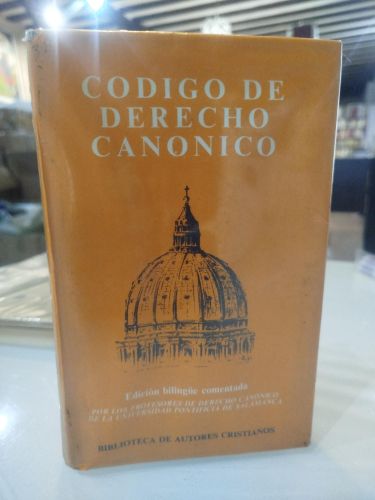 CODIGO DE
DERECHO
CANONICO
Edición bilingüe comentada
POR LOS PROFESORES DE DERECHO CANONICO
DE LA UNIVERSIDAD PONTIFICIA DE SALAMANCA
BIBLIOTECA DE AUTORES CRISTIANOS